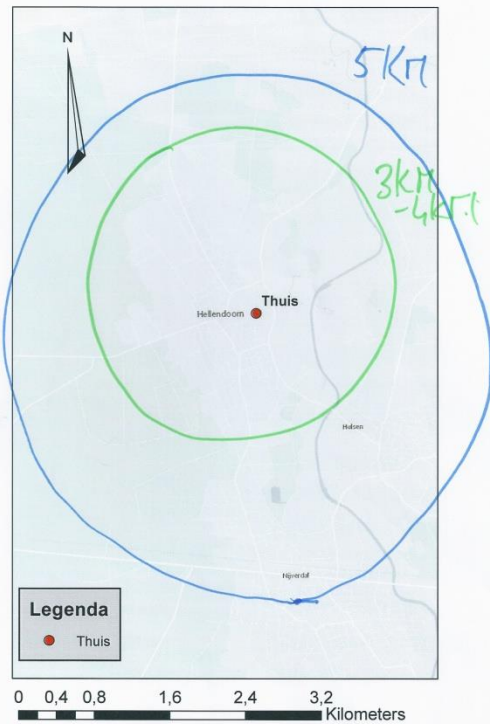 N
5KM
3KM
-4KM
Thuis
Hellendoorn
Hulsen
Nijverdal
Legenda
Thuis
0 0,4 0,8 1,6 2,4 3,2
Kilometers